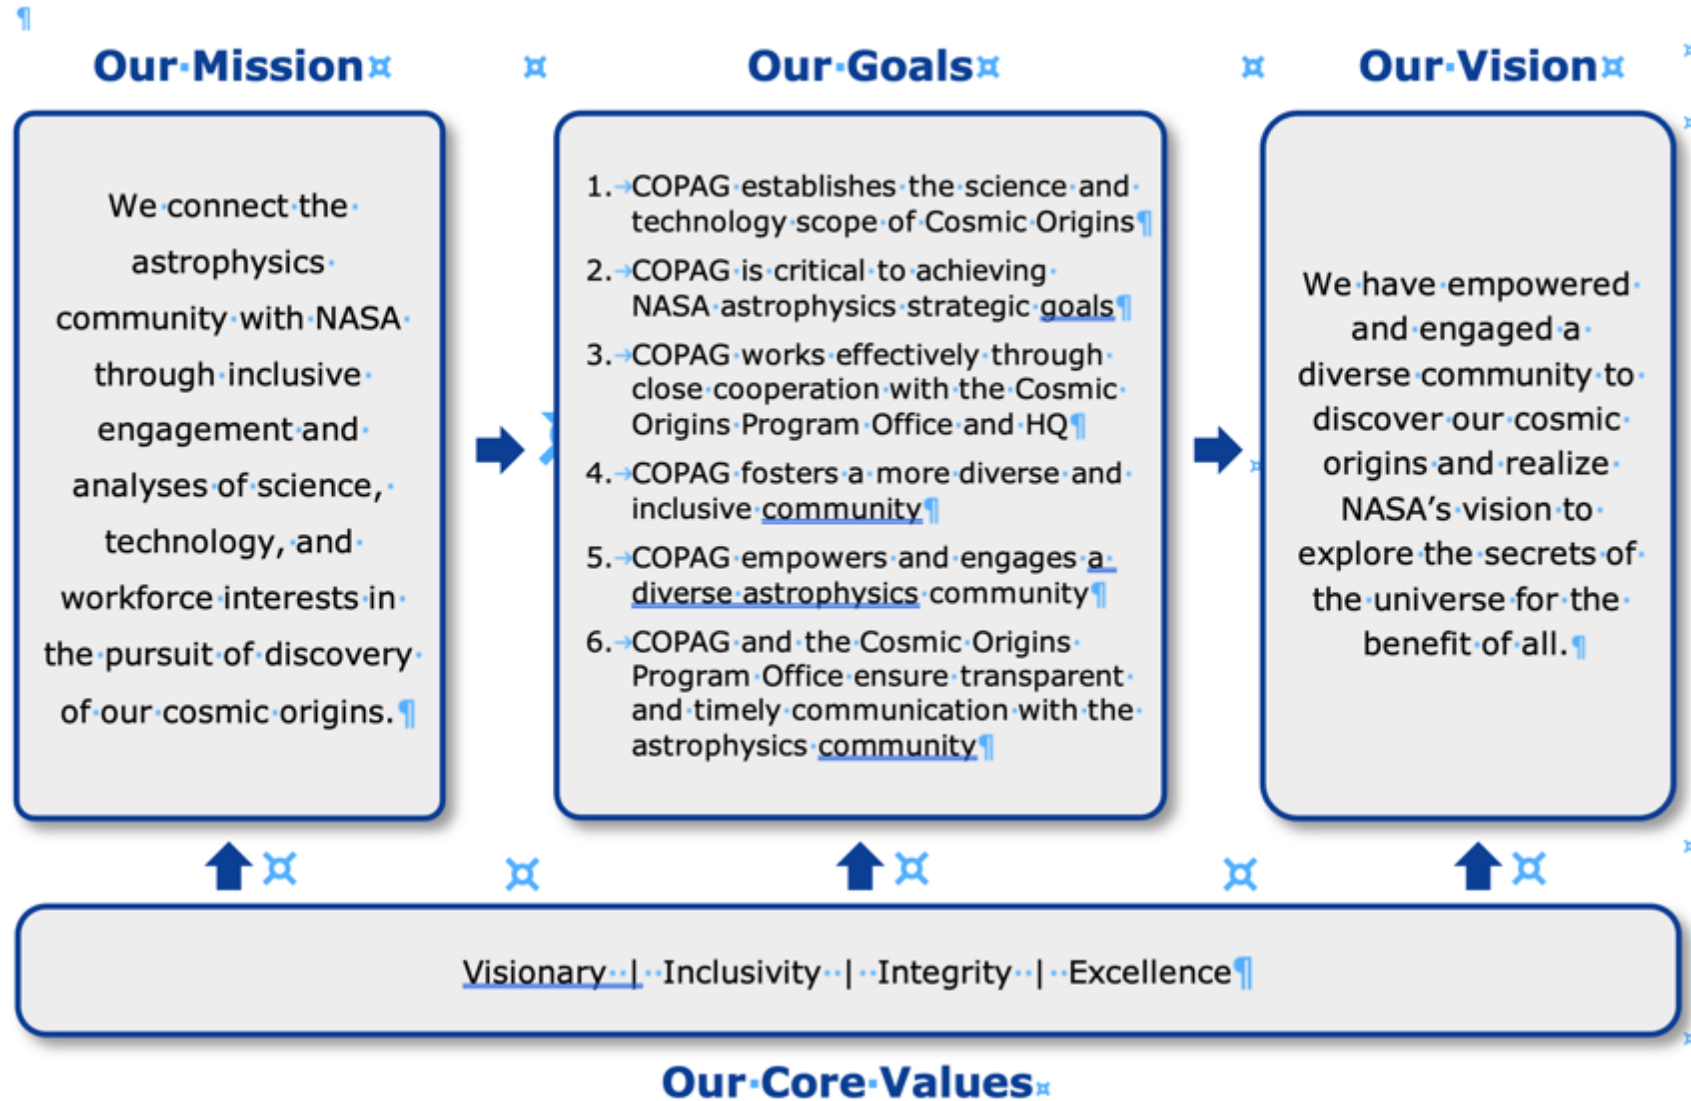 Our Mission
We connect the
astrophysics
community with NASA
through inclusive
engagement and
analyses of science,
technology, and
workforce interests in
the pursuit of discovery
of our cosmic origins.
Our Goals
1. COPAG establishes the science and
technology scope of Cosmic Origins
2. COPAG is critical to achieving
NASA astrophysics strategic goals
3. COPAG works effectively through
close cooperation with the Cosmic
Origins Program Office and HQ
4. COPAG fosters a more diverse and
inclusive community
5. COPAG empowers and engages a
diverse astrophysics community
6. COPAG and the Cosmic Origins
Program Office ensure transparent
and timely communication with the
astrophysics community
Our Vision
We have empowered
and engaged a
diverse community to
discover our cosmic
origins and realize
NASA's vision to
explore the secrets of
the universe for the
benefit of all.
Visionary | Inclusivity | Integrity | Excellence
Our Core Values